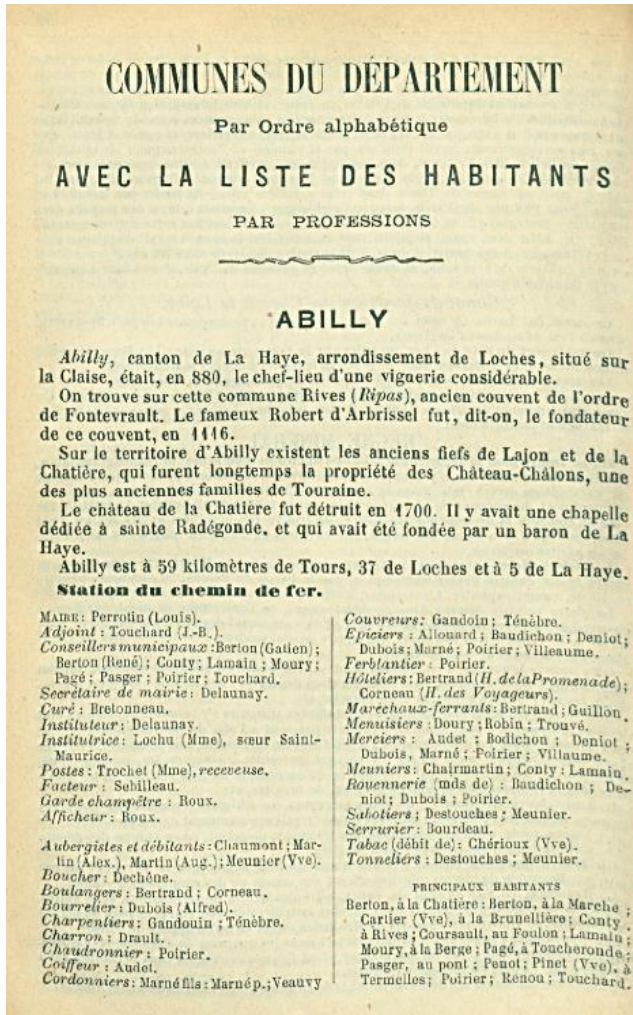 COMMUNES DU DÉPARTEMENT
Par Ordre alphabétique
AVEC LA LISTE DES HABITANTS
PAR PROFESSIONS
ABILLY
Abilly, canton de La Haye, arrondissement de Loches, situé sur
la Claise, était, en 880, le chef-lieu d'une viguerie considérable.
On trouve sur cette commune Rives (Ripas), ancien couvent de l'ordre
de Fontevrault. Le fameux Robert d'Arbrissel fut, dit-on, le fondateur
de ce couvent, en 1116.
Sur le territoire d'Abilly existent les anciens fiefs de Lajon et de la
Chatière, qui furent longtemps la propriété des Château-Châlons, une
des plus anciennes familles de Touraine.
Le château de la Chatière fut détruit en 1700. Il y avait une chapelle
dédiée à sainte Radégonde, et qui avait été fondée par un baron de La
Haye.
Abilly est à 59 kilomètres de Tours, 37 de Loches et à 5 de La Haye.
Station du chemin de fer.
MAIRE : Perrotin (Louis).
Adjoint : Touchard (J.-B.).
Conseillers municipaux : Berton (Gatien) ;
Berton (René) ; Conty ; Lamain ; Moury ;
Pagé ; Pasger ; Poirier ; Touchard.
Secrétaire de mairie : Delaunay.
Curé : Bretonneau.
Instituteur : Delaunay.
Institutrice : Lochu (Mme), sœur Saint-
Maurice.
Postes : Trochet (Mme), receveuse.
Facteur : Sebilleau.
Garde champêtre : Roux.
Afficheur : Roux.
Aubergistes et débitants : Chaumont ; Mar-
tin (Alex.), Martin (Aug.) ; Meunier (Vve).
Boucher : Dechêne.
Boulangers : Bertrand ; Corneau.
Bourrelier : Dubois (Alfred).
Charpentiers : Gandouin ; Ténèbre.
Charron : Drault.
Chaudronnier : Poirier.
Coiffeur : Audet.
Cordonniers : Marné fils ; Marné p. ; Veauvy
Couvreurs : Gandoin ; Ténèbre.
Epiciers : Allouard ; Baudichon ; Deniot ;
Dubois ; Marné ; Poirier ; Villeaume.
Ferblantier : Poirier.
Hôteliers : Bertrand (H. de la Promenade) ;
Corneau (H. des Voyageurs).
Maréchaux-ferrants : Bertrand ; Guillon
Menuisiers : Doury ; Robin ; Trouvé.
Merciers : Audet ; Bodichon ; Deniot ;
Dubois, Marné ; Poirier ; Villaume.
Meuniers : Chairmartin ; Conty ; Lamain.
Rouennerie (mds de) : Baudichon ; De-
niot ; Dubois ; Poirier.
Sabotiers ; Destouches ; Meunier.
Serrurier : Bourdeau.
Tabac (débit de) : Chérioux (Vve).
Tonneliers : Destouches ; Meunier.
PRINCIPAUX HABITANTS
Berton, à la Chatière ; Berton, à la Marche ;
Cartier (Vve), à la Brunellière ; Conty
à Rives ; Coursault, au Foulon ; Lamain ;
Moury, à la Berge ; Pagé, à Toucheronde ;
Pasger, au pont ; Penot ; Pinet (Vve), à
Termelles ; Poirier ; Renou ; Touchard.